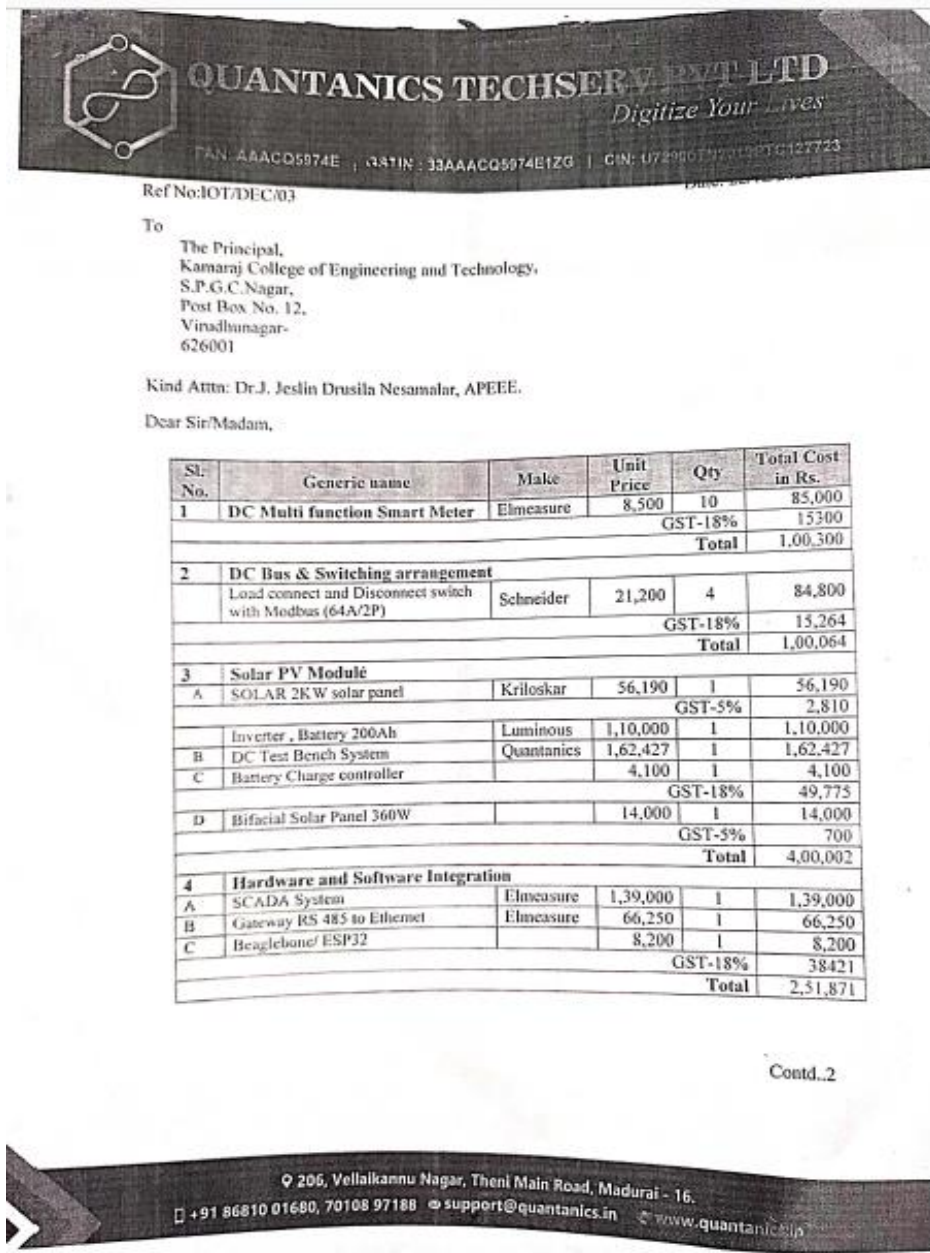 QUANTANICS TECHSERV PVT LTD
Digitize Your Lives
PAN: AAACQ5974E | GSTIN : 33AAACQ5974E1ZG | CIN:
Ref No:IOT/DEC/03
To
The Principal,
Kamaraj College of Engineering and Technology,
S.P.G.C.Nagar,
Post Box No. 12,
Virudhunagar-
626001
Kind Atttn: Dr.J. Jeslin Drusila Nesamalar, APEEE.
Dear Sir/Madam,
Sl. No. Generic name Make Unit Price Qty Total Cost in Rs.
1 DC Multi function Smart Meter Elmeasure 8,500 10 85,000
GST-18% 15300
Total 1,00,300
2 DC Bus & Switching arrangement
Load connect and Disconnect switch with Modbus (64A/2P) Schneider 21,200 4 84,800
GST-18% 15,264
Total 1,00,064
3 Solar PV Module
A SOLAR 2KW solar panel Kriloskar 56,190 1 56,190
GST-5% 2,810
Inverter , Battery 200Ah Luminous 1,10,000 1 1,10,000
B DC Test Bench System Quantanics 1,62,427 1 1,62,427
C Battery Charge controller 4,100 1 4,100
GST-18% 49,775
D Bifacial Solar Panel 360W 14,000 1 14,000
GST-5% 700
Total 4,00,002
4 Hardware and Software Integration
A SCADA System Elmeasure 1,39,000 1 1,39,000
B Gateway RS 485 to Ethernet Elmeasure 66,250 1 66,250
C Beaglebone/ ESP32 8,200 1 8,200
GST-18% 38421
Total 2,51,871
Contd..2
206, Vellaikannu Nagar, Theni Main Road, Madurai - 16.
+91 86810 01680, 70108 97188 support@quantanics.in www.quantanics.in